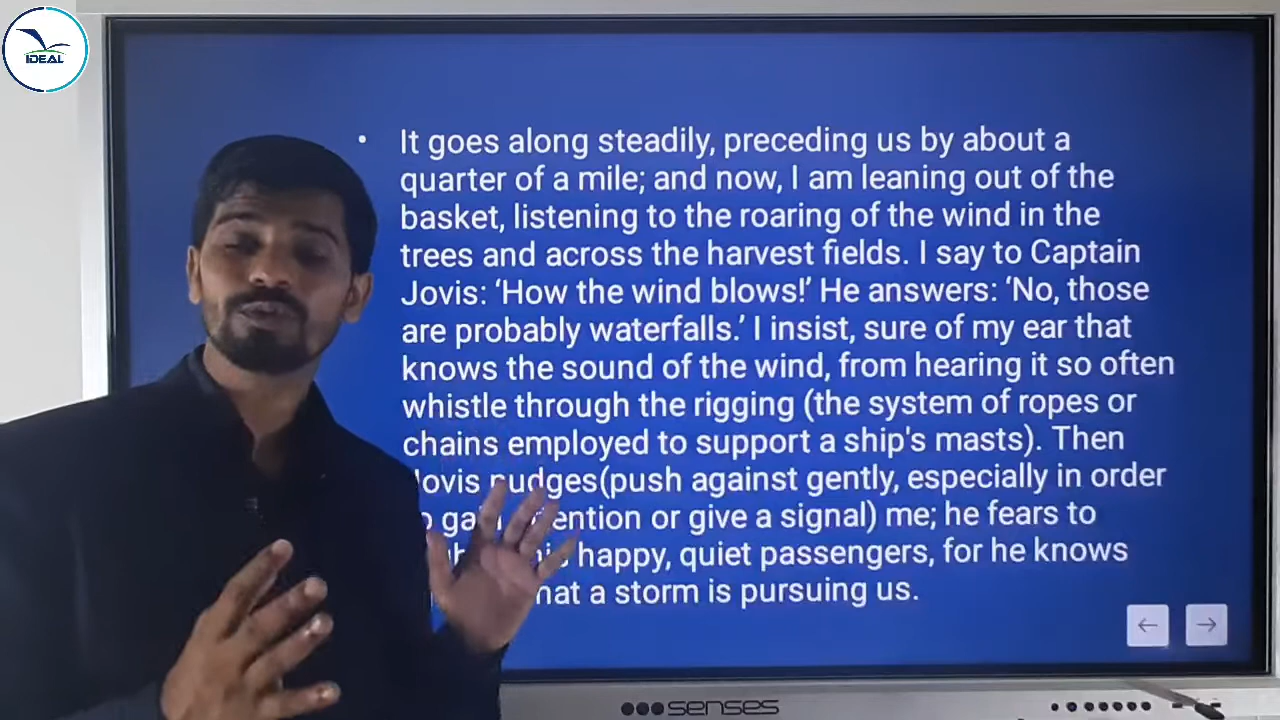 IDEAL
• It goes along steadily, preceding us by about a
quarter of a mile; and now, I am leaning out of the
basket, listening to the roaring of the wind in the
trees and across the harvest fields. I say to Captain
Jovis: ‘How the wind blows!’ He answers: ‘No, those
are probably waterfalls.’ I insist, sure of my ear that
knows the sound of the wind, from hearing it so often
whistle through the rigging (the system of ropes or
chains employed to support a ship's masts). Then
Jovis nudges(push against gently, especially in order
or give a signal) me; he fears to
happy, quiet passengers, for he knows
that a storm is pursuing us.
senses